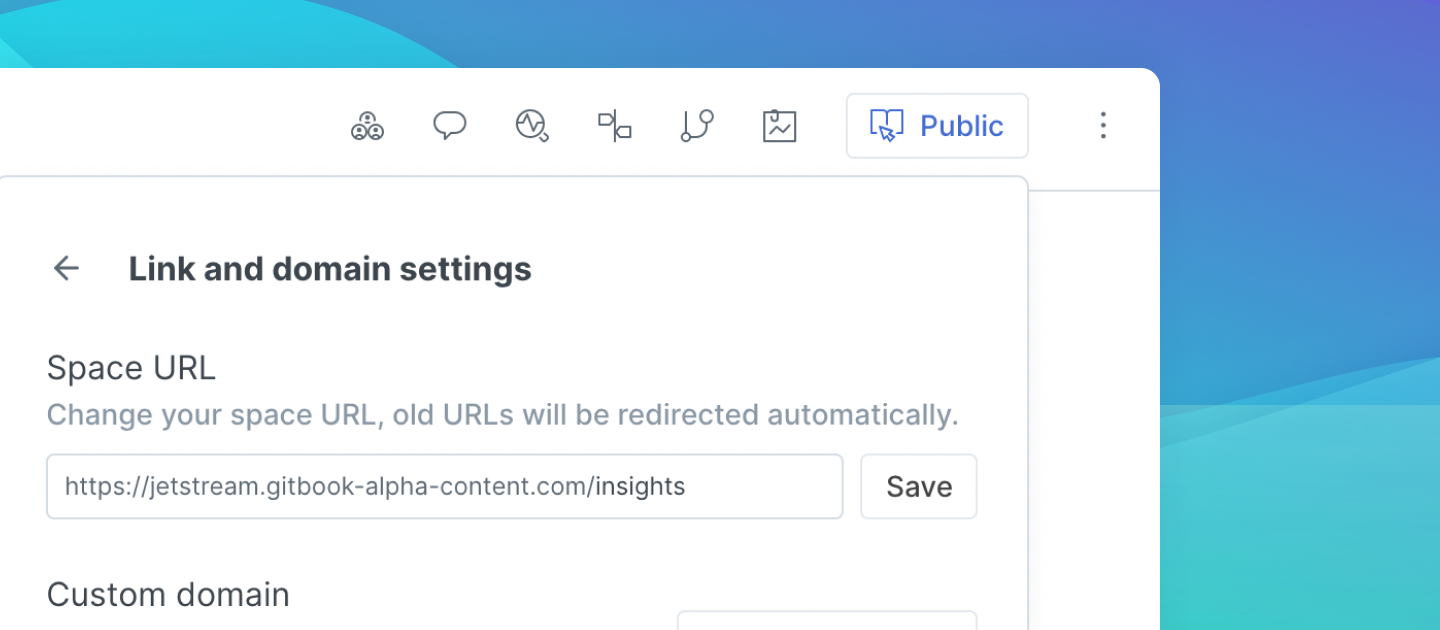 Public
Link and domain settings
Space URL
Change your space URL, old URLs will be redirected automatically.
https://jetstream.gitbook-alpha-content.com/insights
Save
Custom domain